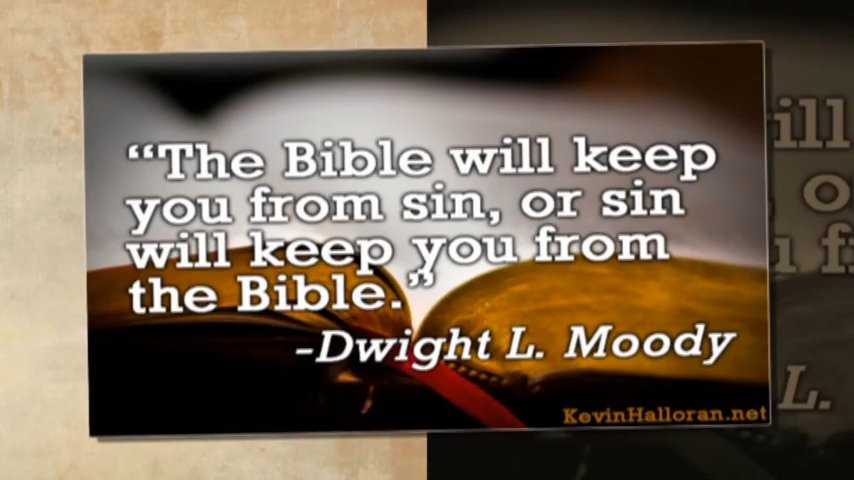 “The Bible will keep
you from sin, or sin
will keep you from
the Bible.”
–Dwight L. Moody
KevinHalloran.net
ill
, o
u f
L.